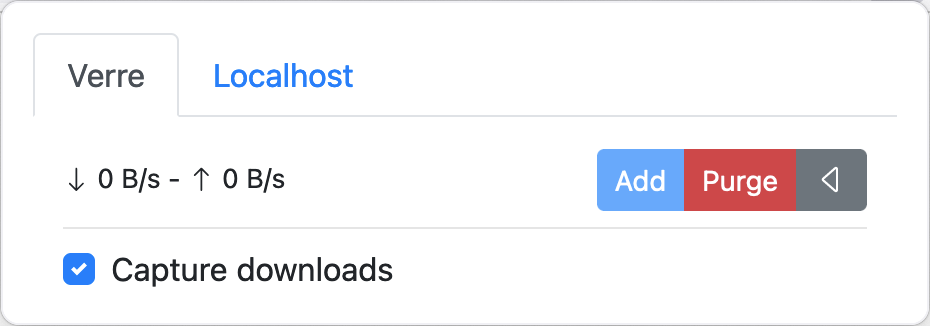 Verre Localhost
↓ 0 B/s - ↑ 0 B/s Add Purge
Capture downloads